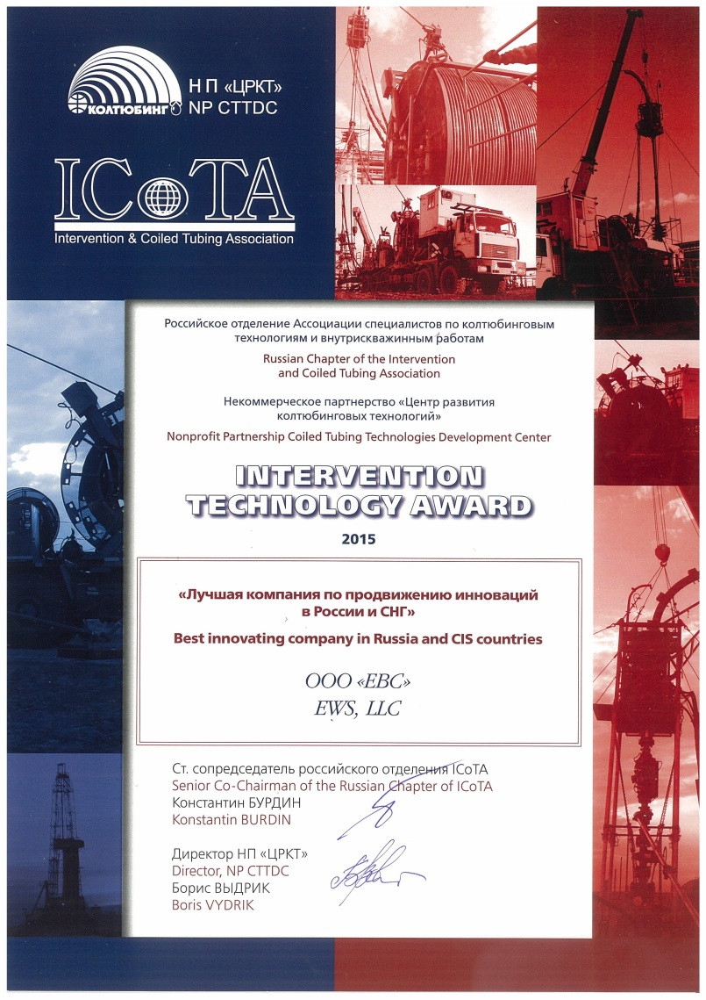 КОЛТЮБИНГ
НП «ЦРКТ»
NP CTTDC
ICoTA
Intervention & Coiled Tubing Association
Российское отделение Ассоциации специалистов по колтюбинговым
технологиям и внутрискважинным работам
Russian Chapter of the Intervention
and Coiled Tubing Association
Некоммерческое партнерство «Центр развития
колтюбинговых технологий»
Nonprofit Partnership Coiled Tubing Technologies Development Center
INTERVENTION
TECHNOLOGY AWARD
2015
«Лучшая компания по продвижению инноваций
в России и СНГ»
Best innovating company in Russia and CIS countries
ООО «ЕВС»
EWS, LLC
Ст. сопредседатель российского отделения ICoTA
Senior Co-Chairman of the Russian Chapter of ICoTA
Константин БУРДИН
Konstantin BURDIN
Директор НП «ЦРКТ»
Director, NP CTTDC
Борис ВЫДРИК
Boris VYDRIK